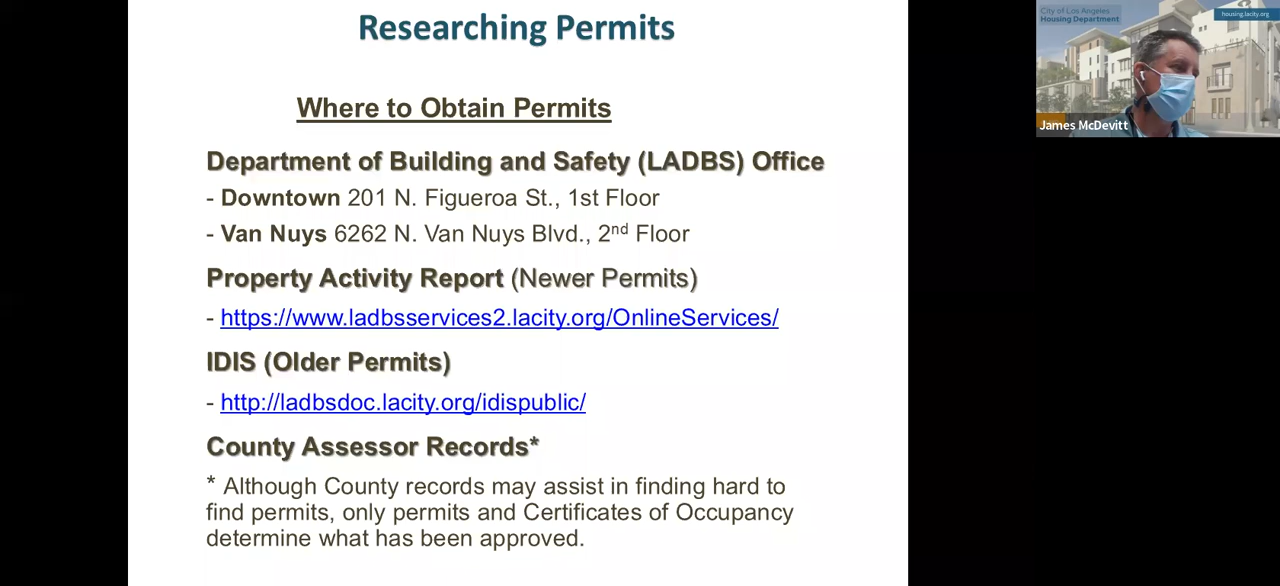 Researching Permits
Where to Obtain Permits
Department of Building and Safety (LADBS) Office
- Downtown 201 N. Figueroa St., 1st Floor
- Van Nuys 6262 N. Van Nuys Blvd., 2nd Floor
Property Activity Report (Newer Permits)
- https://www.ladbsservices2.lacity.org/OnlineServices/
IDIS (Older Permits)
- http://ladbsdoc.lacity.org/idispublic/
County Assessor Records*
* Although County records may assist in finding hard to
find permits, only permits and Certificates of Occupancy
determine what has been approved.
City of Los Angeles
Housing Department
housing.lacity.org
James McDevitt